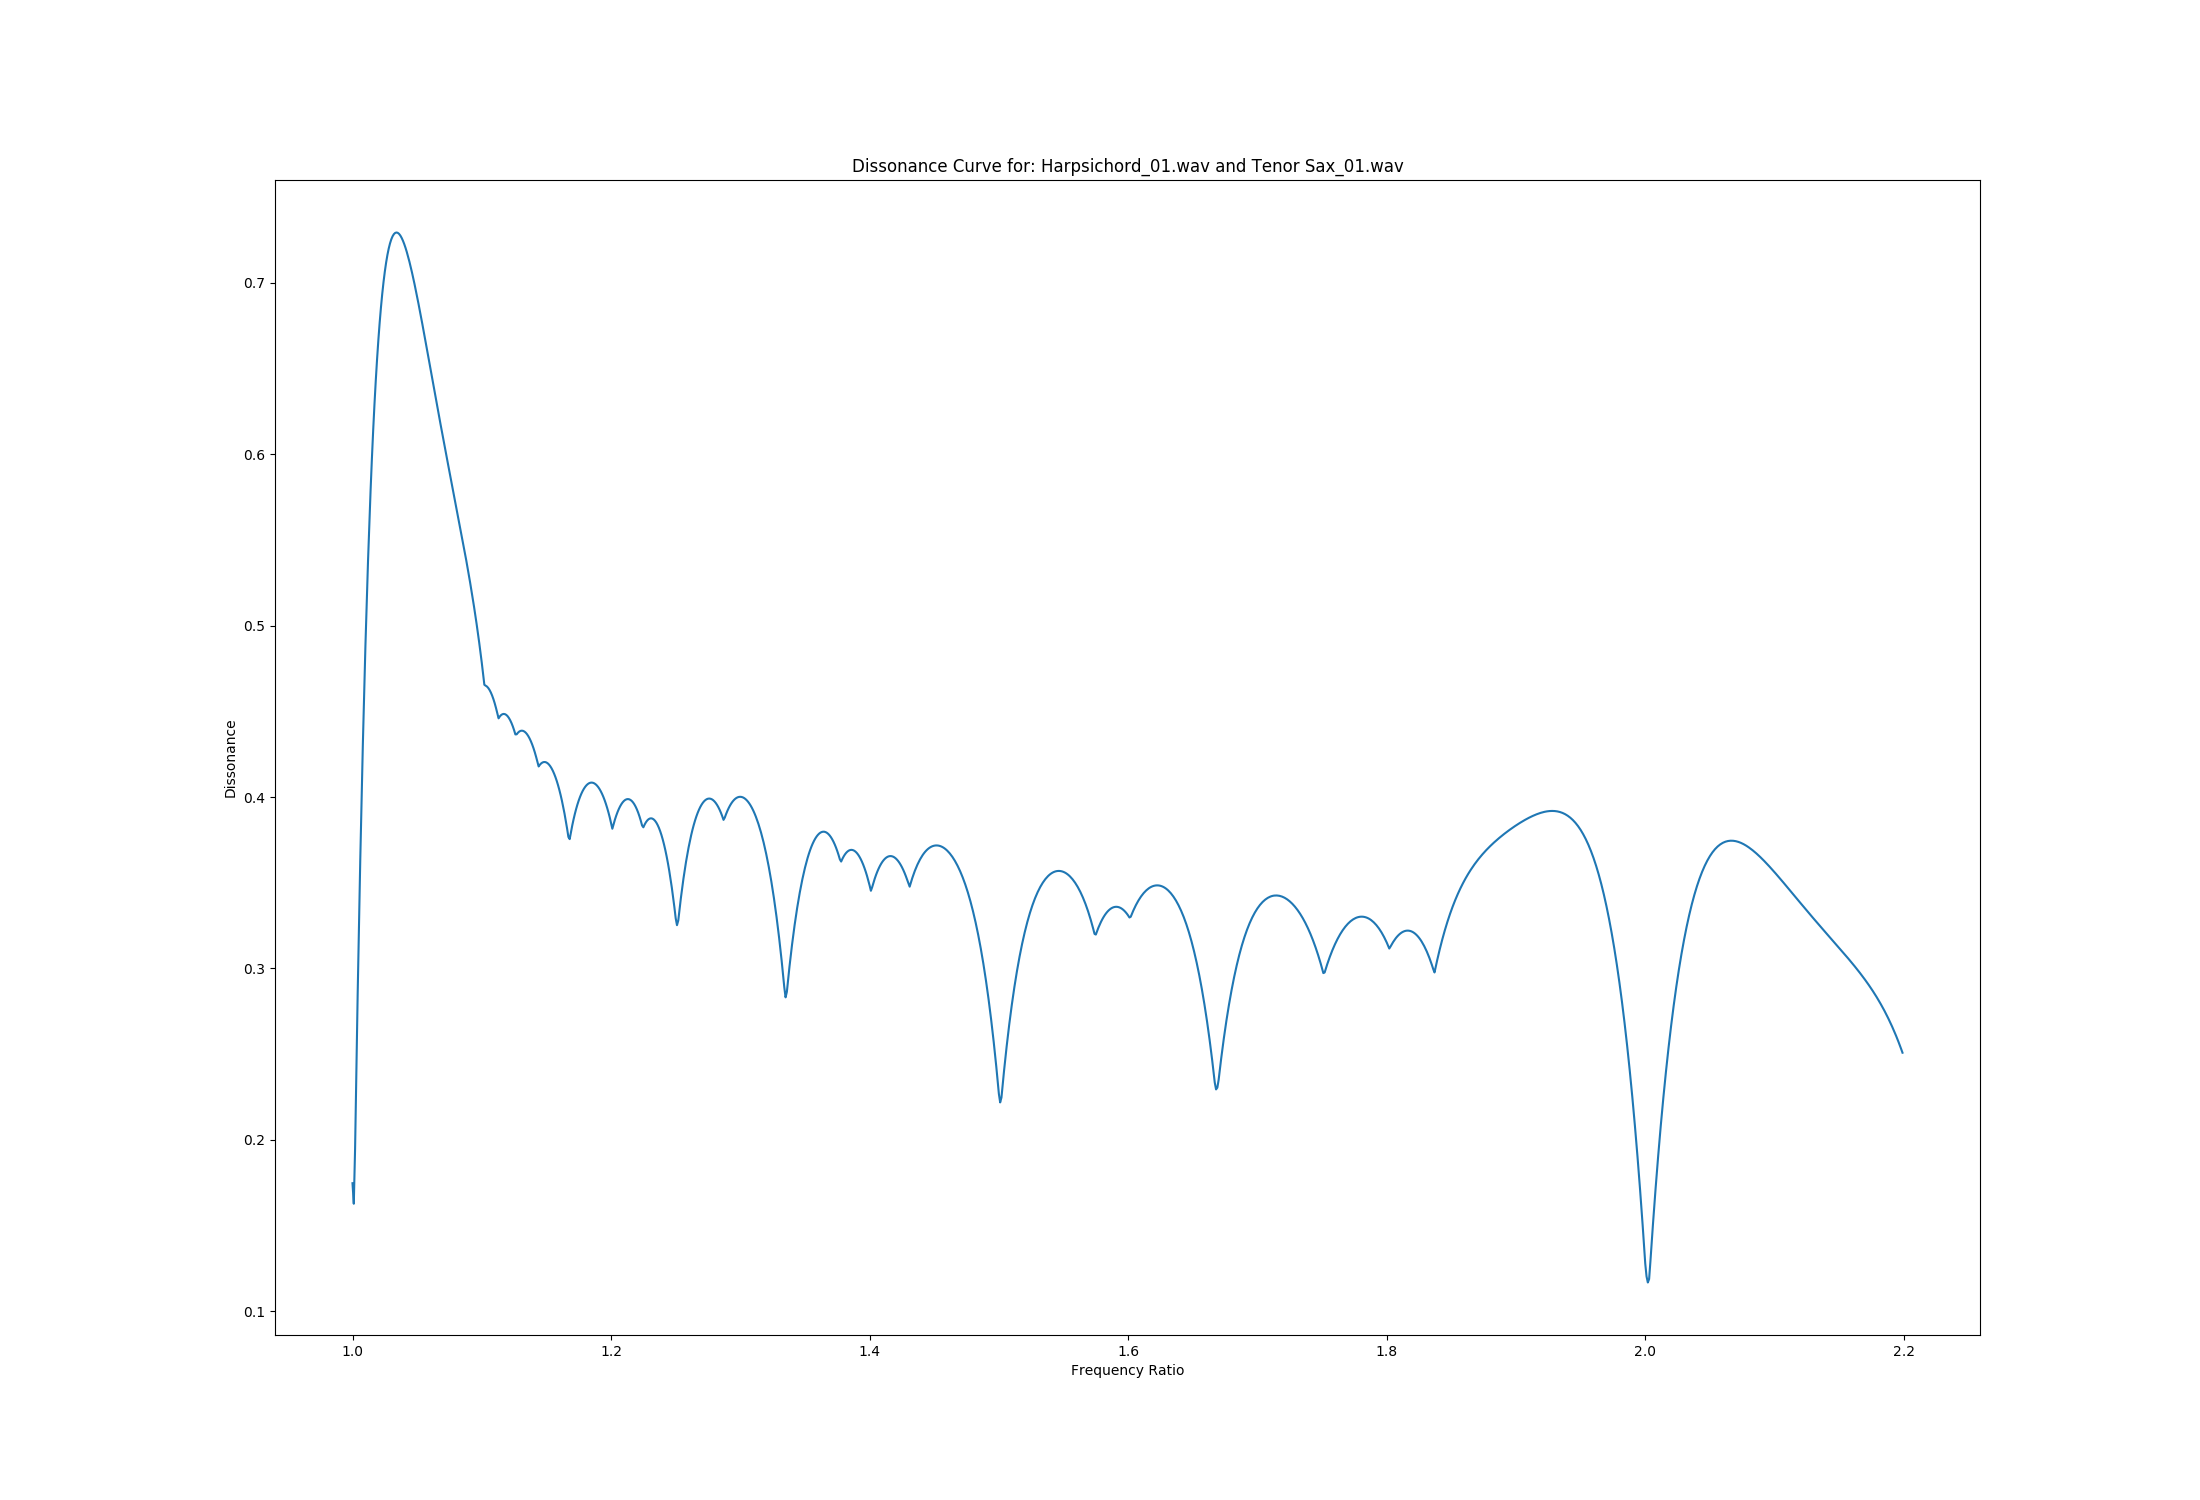 Dissonance Curve for: Harpsichord_01.wav and Tenor Sax_01.wav
0.7
0.6
0.5
0.4
0.3
0.2
0.1
Dissonance
1.0 1.2 1.4 1.6 1.8 2.0 2.2
Frequency Ratio